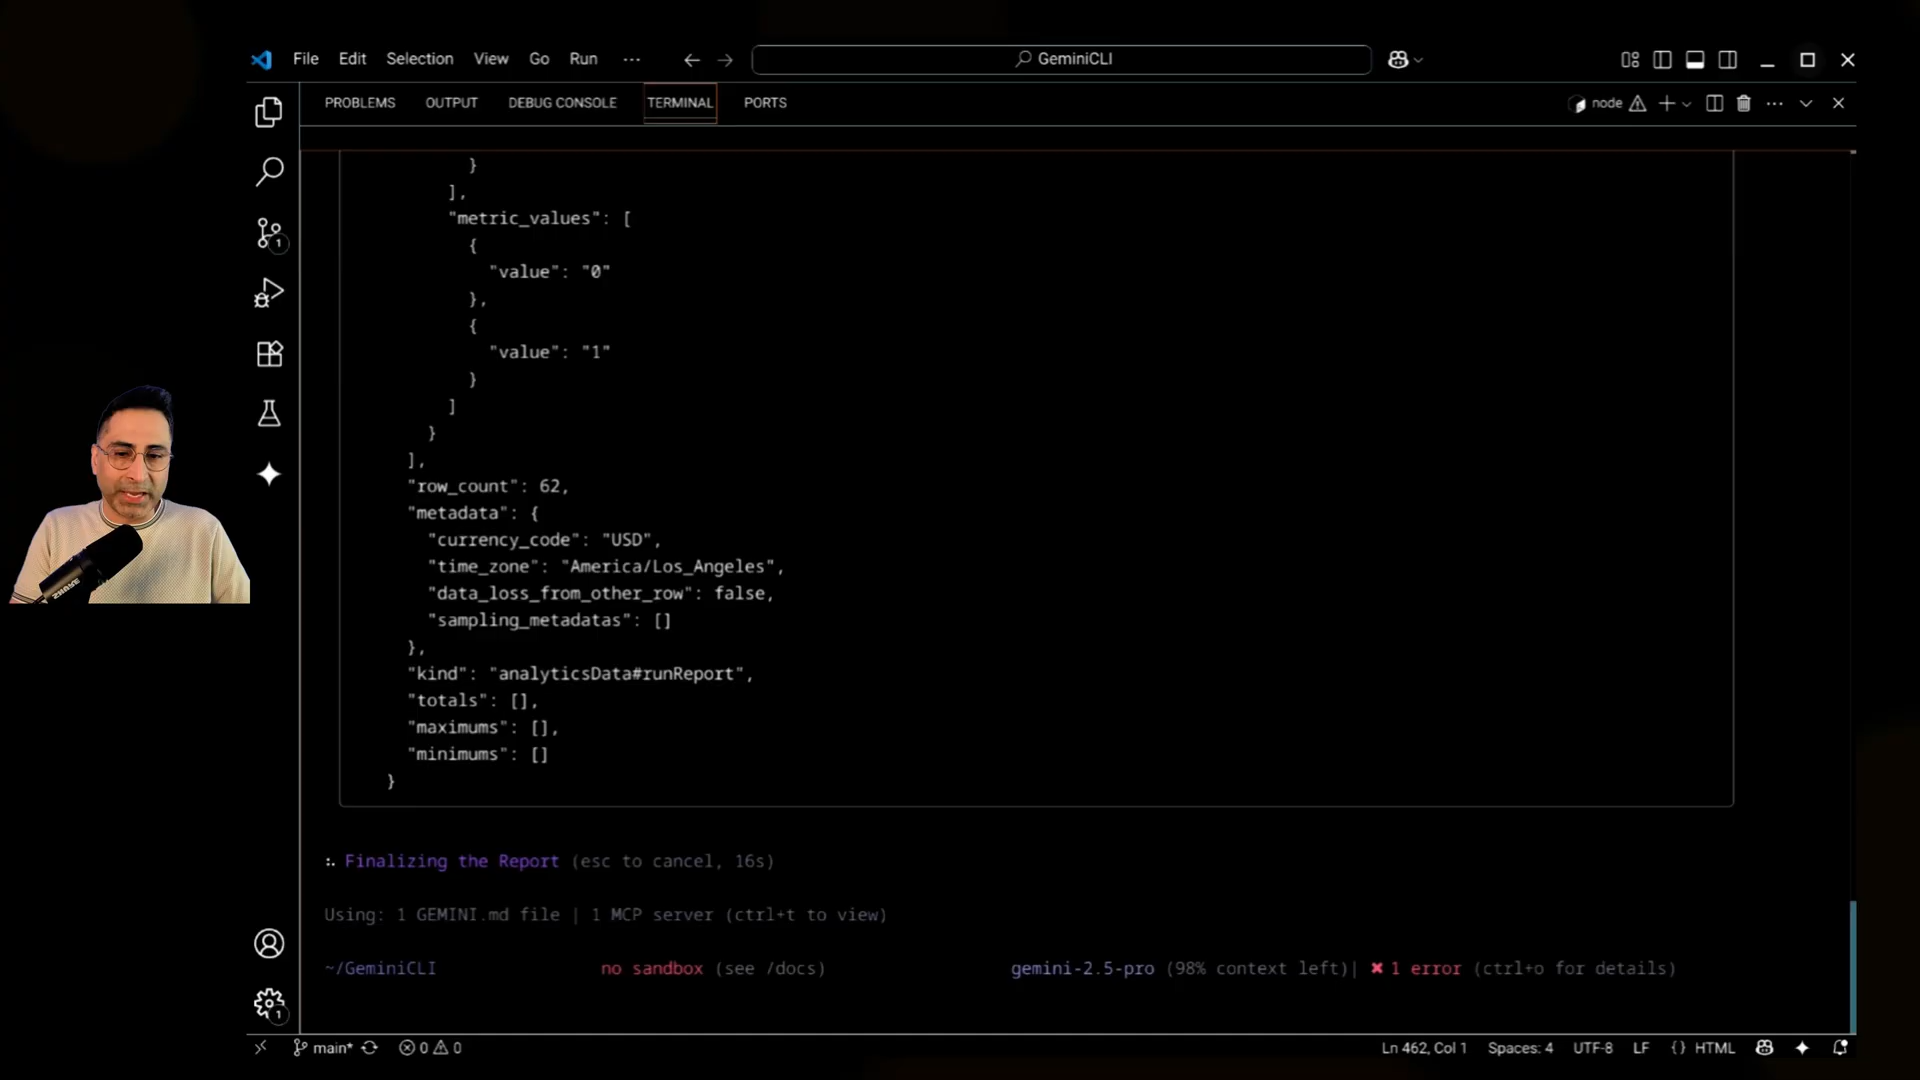 File Edit Selection View Go Run ··· GeminiCLI
PROBLEMS OUTPUT DEBUG CONSOLE TERMINAL PORTS node
}
],
"metric_values": [
{
"value": "0"
},
{
"value": "1"
}
]
}
],
"row_count": 62,
"metadata": {
"currency_code": "USD",
"time_zone": "America/Los_Angeles",
"data_loss_from_other_row": false,
"sampling_metadatas": []
},
"kind": "analyticsData#runReport",
"totals": [],
"maximums": [],
"minimums": []
}
Finalizing the Report (esc to cancel, 16s)
Using: 1 GEMINI.md file | 1 MCP server (ctrl+t to view)
~/GeminiCLI no sandbox (see /docs) gemini-2.5-pro (98% context left)| ✖ 1 error (ctrl+o for details)
1
1
SHURE
main* 0 0 Ln 462, Col 1 Spaces: 4 UTF-8 LF {} HTML